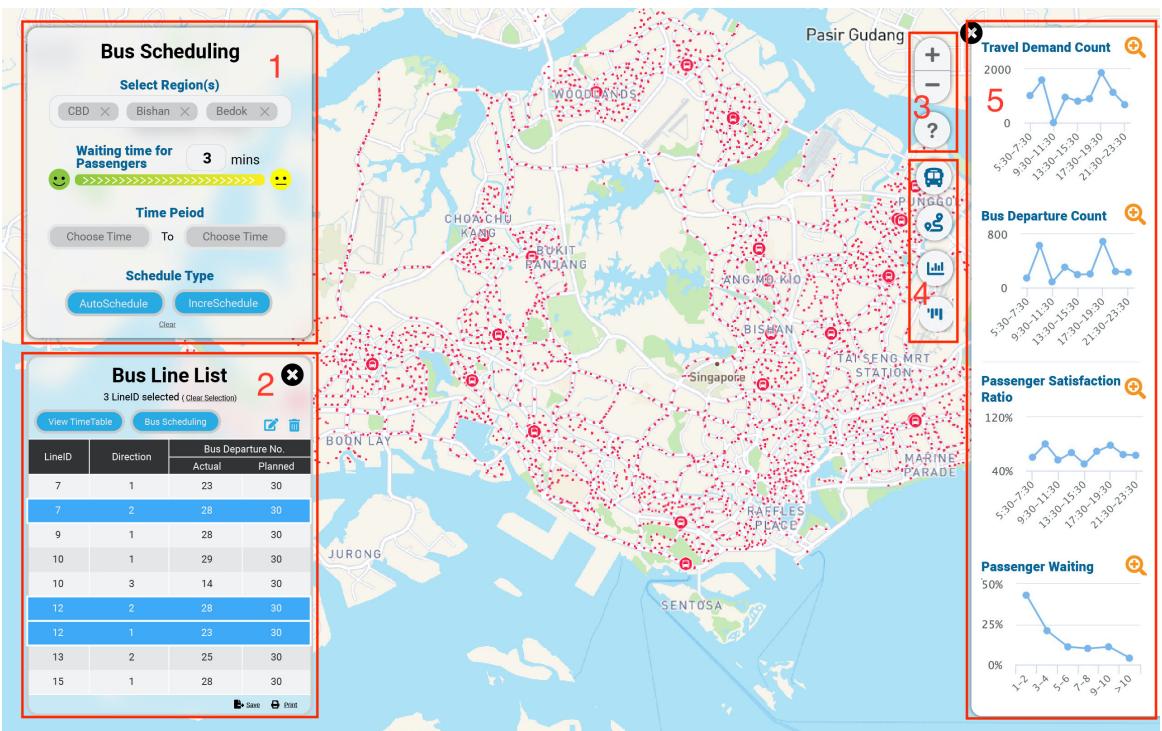 Bus Scheduling
1
Select Region(s)
CBD
Bishan
Bedok
Waiting time for
Passengers
3 mins
Time Peiod
Choose Time To Choose Time
Schedule Type
AutoSchedule
IncreSchedule
Clear
Bus Line List
2
3 LineID selected (Clear Selection)
View TimeTable
Bus Scheduling
LineID Direction Bus Departure No.
Actual Planned
7 1 23 30
7 2 28 30
9 1 28 30
10 1 29 30
10 3 14 30
12 2 28 30
12 1 23 30
13 2 25 30
15 1 28 30
Save Print
Pasir Gudang
WOODLANDS
CHOA CHU
KANG
BUKIT
PANJANG
PUNGGO
ANG MO KIO
BISHAN
TAI SENG MRT
STATION
Singapore
BOON LAY
MARINE
PARADE
RAFFLES
PLACE
JURONG
SENTOSA
+
−
3
?
4
5
Travel Demand Count
2000
0
5:30-7:30
9:30-11:30
13:30-15:30
17:30-19:30
21:30-23:30
Bus Departure Count
800
0
5:30-7:30
9:30-11:30
13:30-15:30
17:30-19:30
21:30-23:30
Passenger Satisfaction
Ratio
120%
40%
5:30-7:30
9:30-11:30
13:30-15:30
17:30-19:30
21:30-23:30
Passenger Waiting
50%
25%
0%
1-2
3-4
5-6
7-8
9-10
>10